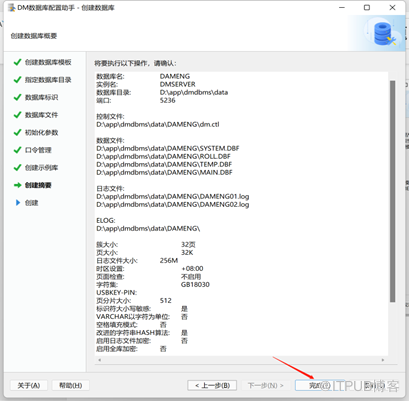 DM数据库配置助手 - 创建数据库
创建数据库概要
创建数据库模板
指定数据库目录
数据库标识
数据库文件
初始化参数
口令管理
创建示例库
创建摘要
创建
将要执行以下操作，请确认:
数据库名: DAMENG
实例名: DMSERVER
数据库目录: D:\app\dmdbms\data
端口: 5236
控制文件:
D:\app\dmdbms\data\DAMENG\dm.ctl
数据文件:
D:\app\dmdbms\data\DAMENG\SYSTEM.DBF
D:\app\dmdbms\data\DAMENG\ROLL.DBF
D:\app\dmdbms\data\DAMENG\TEMP.DBF
D:\app\dmdbms\data\DAMENG\MAIN.DBF
日志文件:
D:\app\dmdbms\data\DAMENG\DAMENG01.log
D:\app\dmdbms\data\DAMENG\DAMENG02.log
ELOG:
D:\app\dmdbms\data\DAMENG\
簇大小: 32页
页大小: 32K
日志文件大小: 256M
时区设置: +08:00
页面检查: 不启用
字符集: GB18030
USBKEY-PIN:
页分片大小: 512
标识符大小写敏感: 是
VARCHAR以字符为单位: 否
空格填充模式: 否
改进的字符串HASH算法: 是
启用日志文件加密: 否
启用全库加密: 否
关于(A) 帮助(H) < 上一步(B) 下一步(N) > 完成(F)
@ITPUB博客